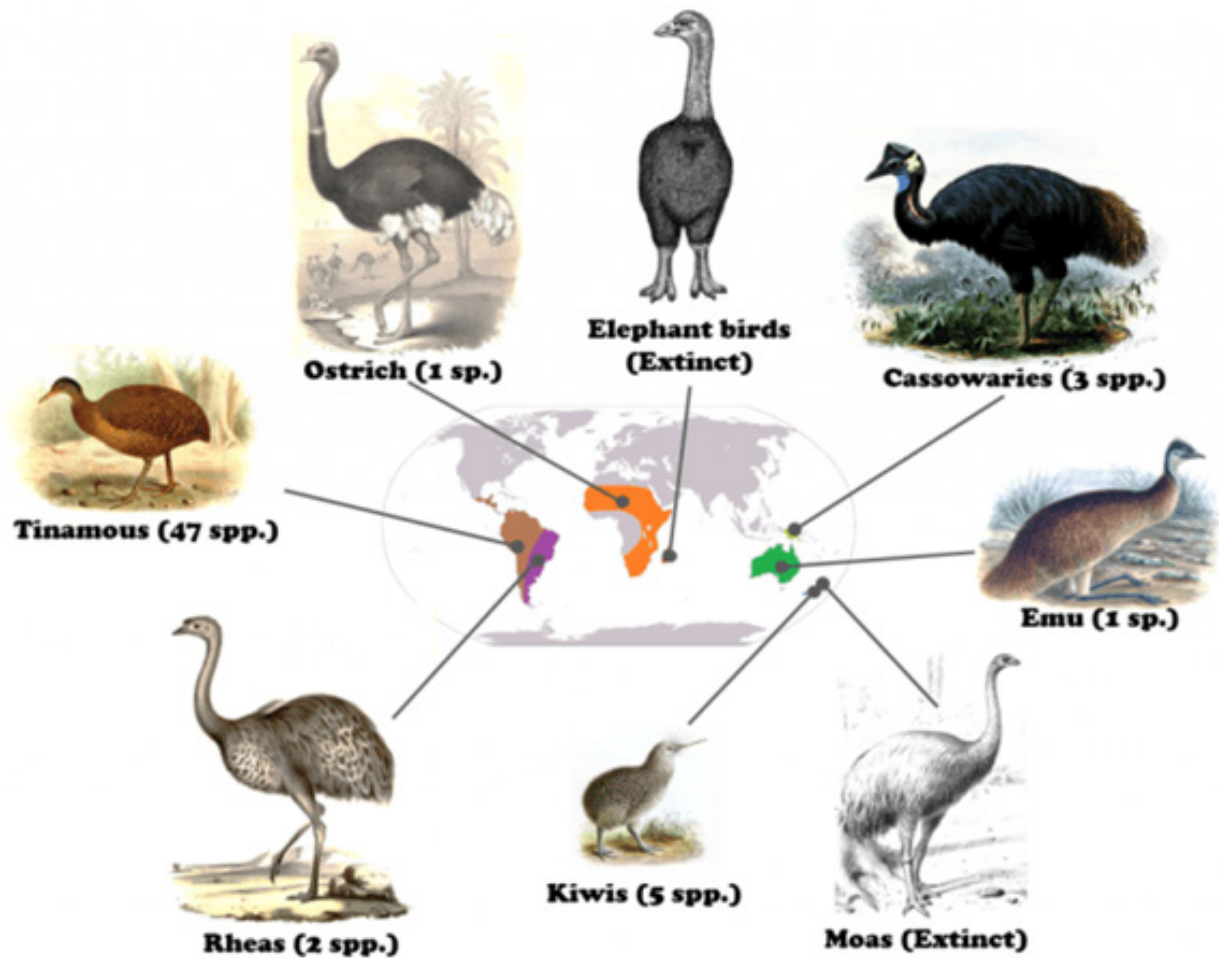 Ostrich (1 sp.)
Elephant birds
(Extinct)
Cassowaries (3 spp.)
Tinamous (47 spp.)
Emu (1 sp.)
Rheas (2 spp.)
Kiwis (5 spp.)
Moas (Extinct)